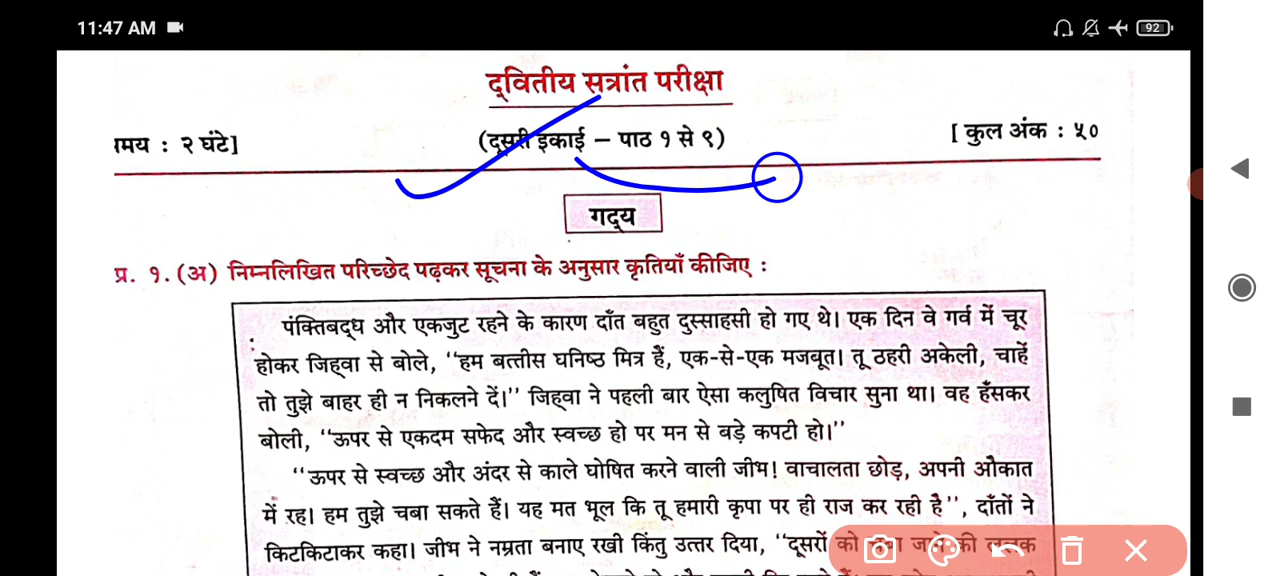 11:47 AM
92
द्वितीय सत्रांत परीक्षा
मय : २ घंटे]
(दूसरी इकाई – पाठ १ से ९)
[ कुल अंक : ५०
गद्य
प्र. १. (अ) निम्नलिखित परिच्छेद पढ़कर सूचना के अनुसार कृतियाँ कीजिए :
पंक्तिबद्ध और एकजुट रहने के कारण दाँत बहुत दुस्साहसी हो गए थे। एक दिन वे गर्व में चूर
होकर जिह्वा से बोले, ‘‘हम बत्तीस घनिष्ठ मित्र हैं, एक-से-एक मजबूत। तू ठहरी अकेली, चाहें
तो तुझे बाहर ही न निकलने दें।’’ जिह्वा ने पहली बार ऐसा कलुषित विचार सुना था। वह हँसकर
बोली, ‘‘ऊपर से एकदम सफेद और स्वच्छ हो पर मन से बड़े कपटी हो।’’
‘‘ऊपर से स्वच्छ और अंदर से काले घोषित करने वाली जीभ! वाचालता छोड़, अपनी औकात
में रह। हम तुझे चबा सकते हैं। यह मत भूल कि तू हमारी कृपा पर ही राज कर रही है’’, दाँतों ने
किटकिटाकर कहा। जीभ ने नम्रता बनाए रखी किंतु उत्तर दिया, ‘‘दूसरों को की